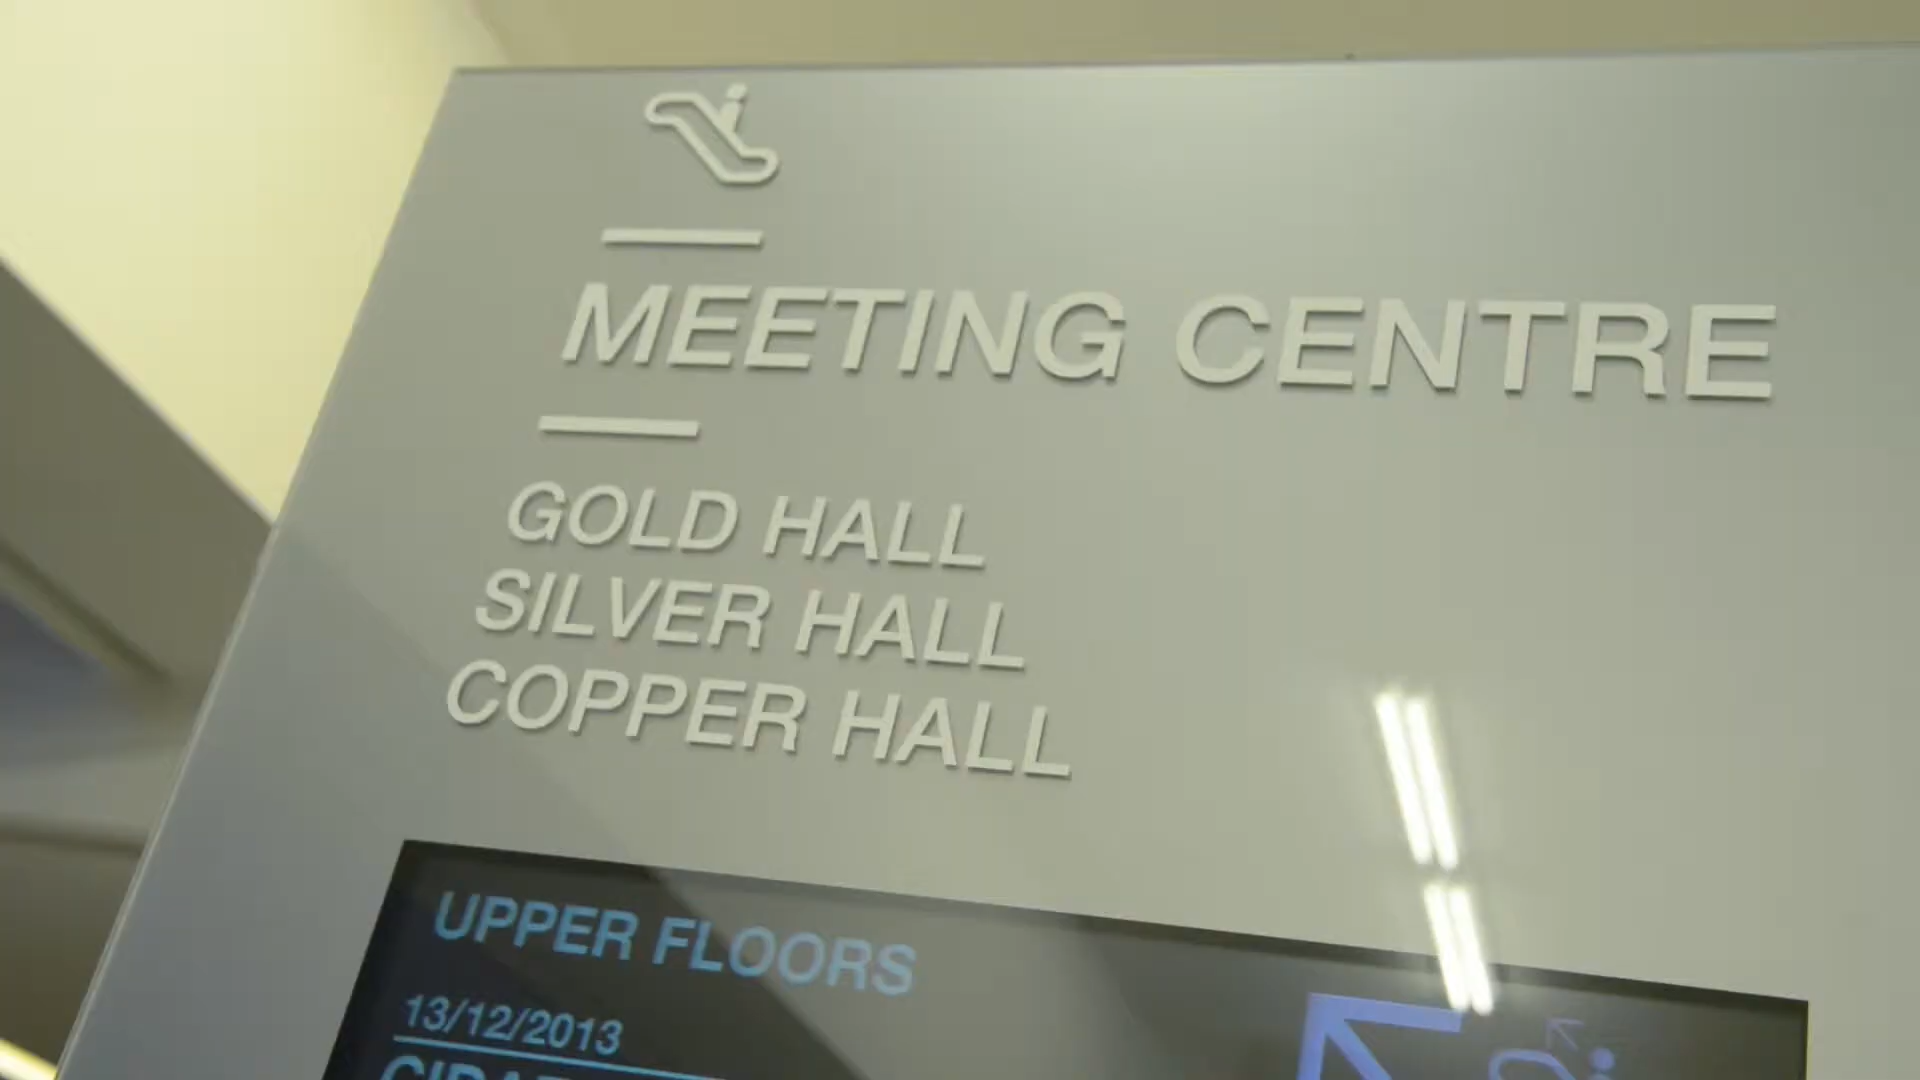 MEETING CENTRE
GOLD HALL
SILVER HALL
COPPER HALL
UPPER FLOORS
13/12/2013